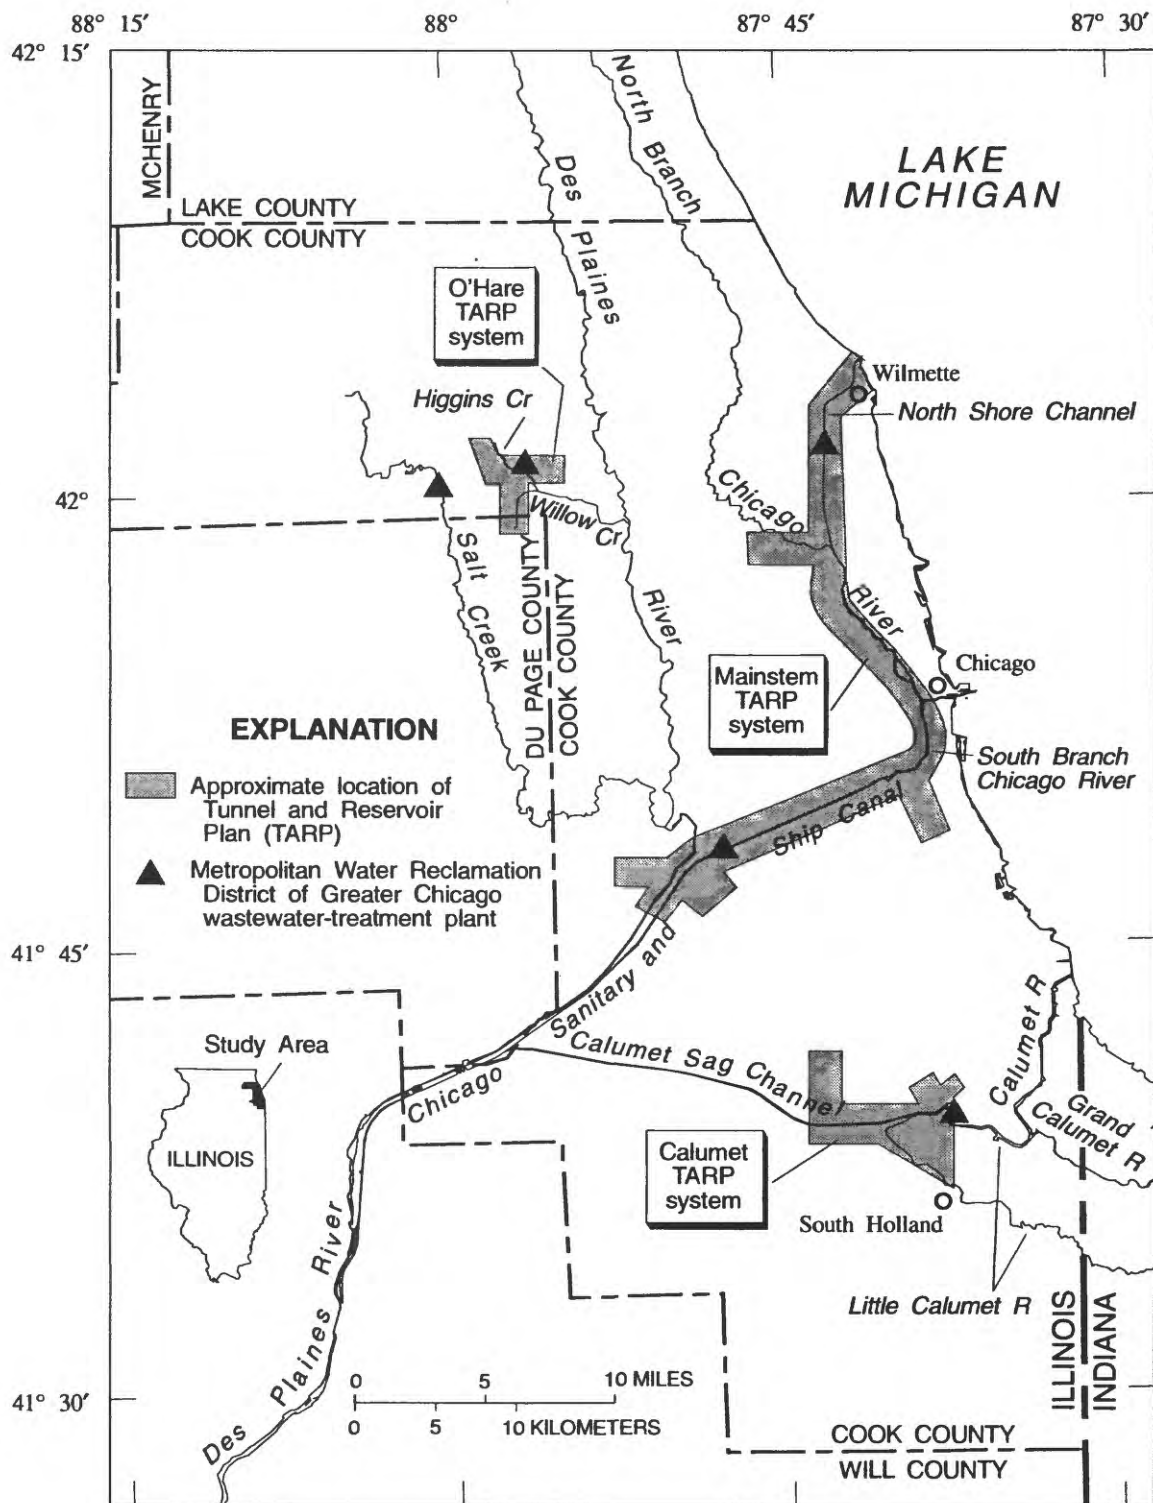 88° 15′
88°
87° 45′
87° 30′
42° 15′
MCHENRY
LAKE COUNTY
COOK COUNTY
Des Plaines River
North Branch Chicago River
LAKE
MICHIGAN
O'Hare
TARP
system
Higgins Cr
Wilmette
North Shore Channel
42°
Willow Cr
Salt Creek
DU PAGE COUNTY
COOK COUNTY
Mainstem
TARP
system
Chicago
South Branch
Chicago River
EXPLANATION
Approximate location of
Tunnel and Reservoir
Plan (TARP)
Metropolitan Water Reclamation
District of Greater Chicago
wastewater-treatment plant
41° 45′
Chicago Sanitary and Ship Canal
Calumet Sag Channel
Calumet R
Grand
Calumet R
Study Area
ILLINOIS
Calumet
TARP
system
South Holland
Little Calumet R
Des Plaines River
ILLINOIS
INDIANA
41° 30′
0 5 10 MILES
0 5 10 KILOMETERS
COOK COUNTY
WILL COUNTY